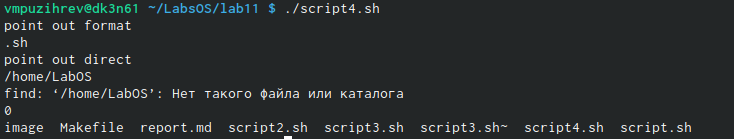 vmpuzihrev@dk3n61 ~/LabsOS/lab11 $ ./script4.sh
point out format
.sh
point out direct
/home/LabOS
find: ‘/home/LabOS’: Нет такого файла или каталога
0
image  Makefile  report.md  script2.sh  script3.sh  script3.sh~  script4.sh  script.sh